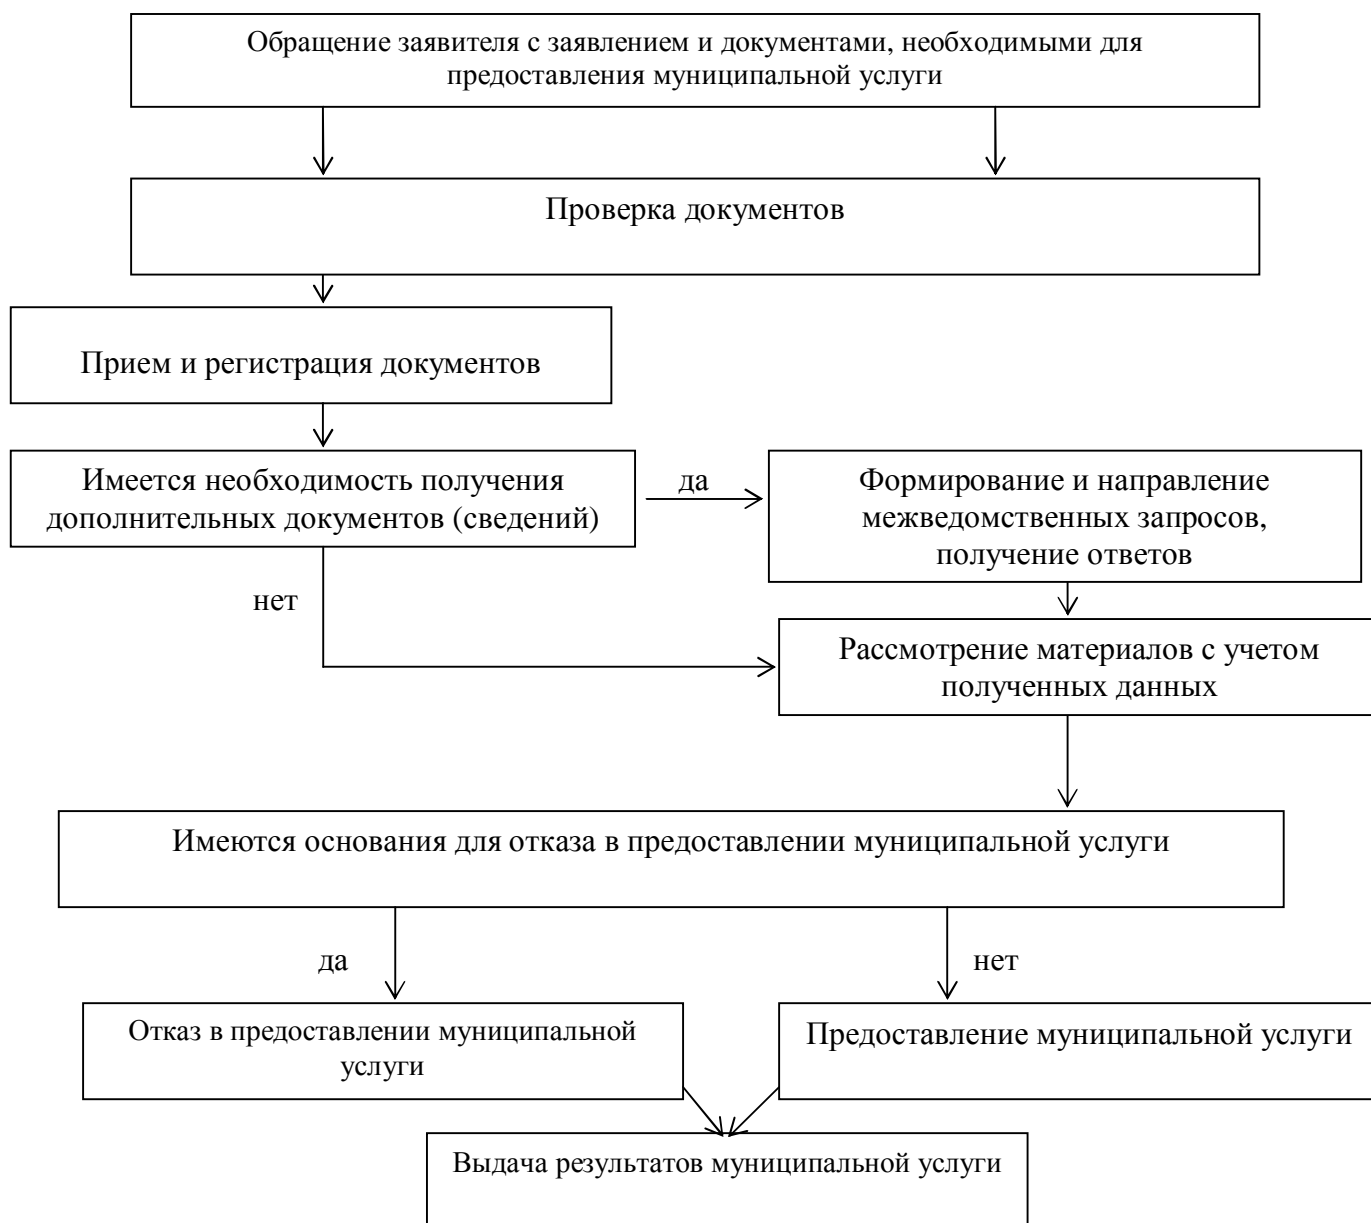 Обращение заявителя с заявлением и документами, необходимыми для
предоставления муниципальной услуги
Проверка документов
Прием и регистрация документов
Имеется необходимость получения
дополнительных документов (сведений)
да
Формирование и направление
межведомственных запросов,
получение ответов
нет
Рассмотрение материалов с учетом
полученных данных
Имеются основания для отказа в предоставлении муниципальной услуги
да
нет
Отказ в предоставлении муниципальной
услуги
Предоставление муниципальной услуги
Выдача результатов муниципальной услуги